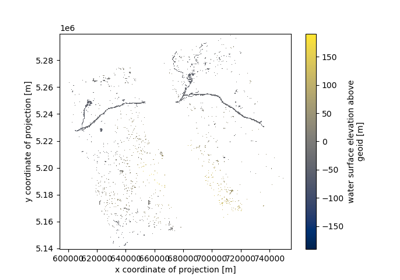 1e6
5.28
5.26
5.24
5.22
5.20
5.18
5.16
5.14
y coordinate of projection [m]
600000 620000 640000 660000 680000 700000 720000 740000
x coordinate of projection [m]
150
100
50
0
−50
−100
−150
water surface elevation above
geoid [m]